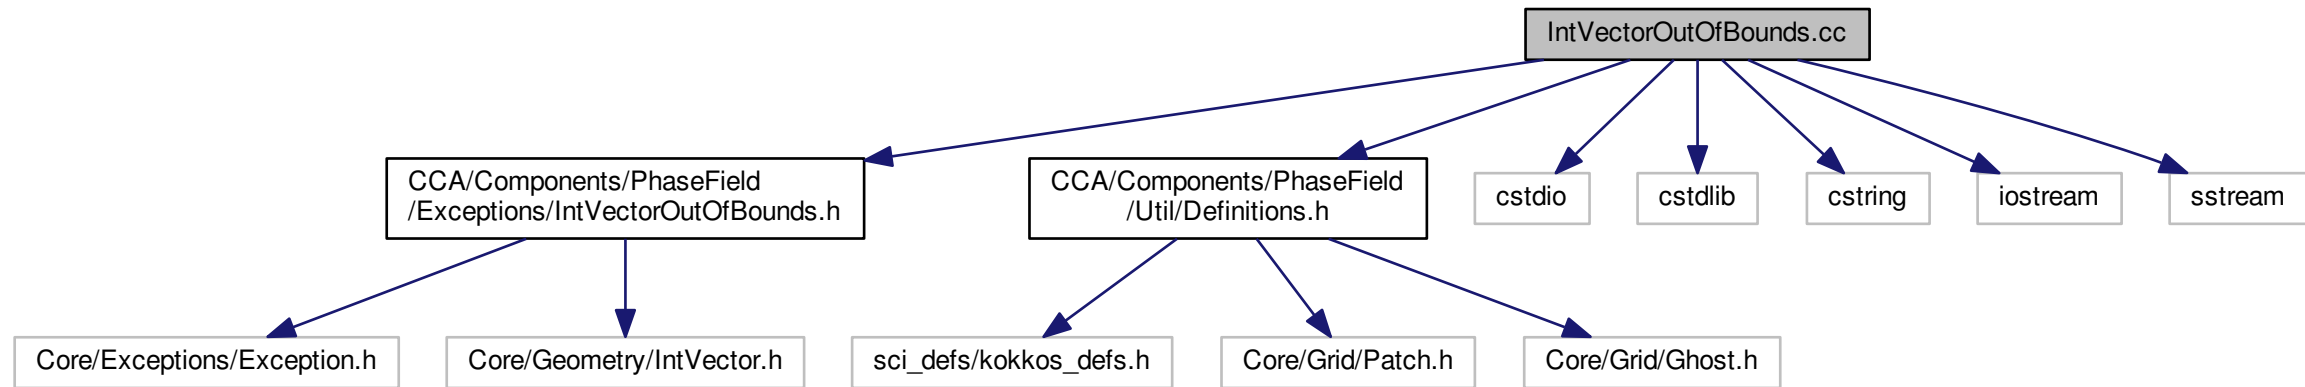 IntVectorOutOfBounds.cc
CCA/Components/PhaseField
/Exceptions/IntVectorOutOfBounds.h
CCA/Components/PhaseField
/Util/Definitions.h
cstdio
cstdlib
cstring
iostream
sstream
Core/Exceptions/Exception.h
Core/Geometry/IntVector.h
sci_defs/kokkos_defs.h
Core/Grid/Patch.h
Core/Grid/Ghost.h